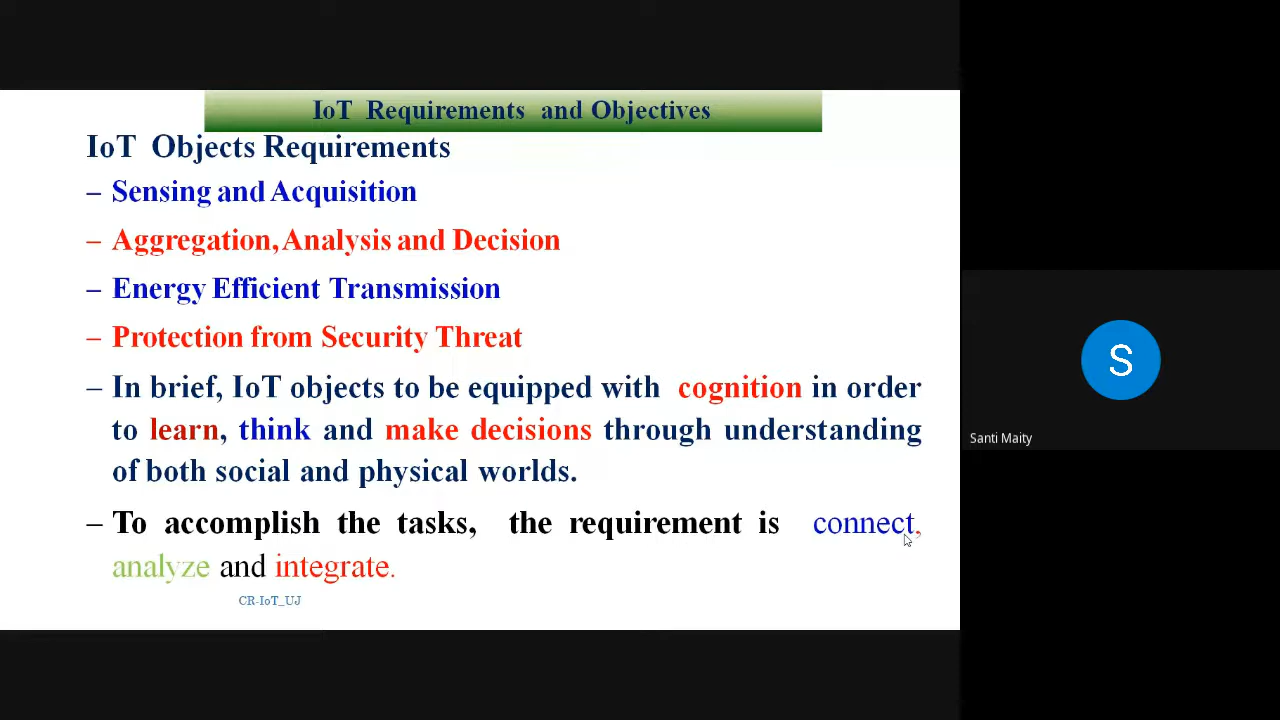 IoT Requirements and Objectives
IoT Objects Requirements
– Sensing and Acquisition
– Aggregation, Analysis and Decision
– Energy Efficient Transmission
– Protection from Security Threat
– In brief, IoT objects to be equipped with cognition in order
to learn, think and make decisions through understanding
of both social and physical worlds.
– To accomplish the tasks, the requirement is connect,
analyze and integrate.
CR-IoT_UJ
S
Santi Maity